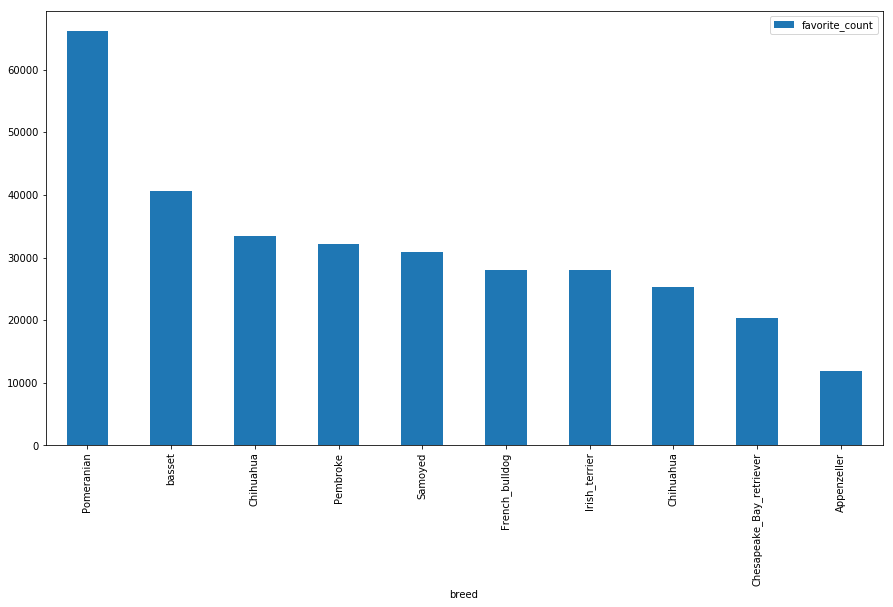 favorite_count
60000
50000
40000
30000
20000
10000
0
Pomeranian
basset
Chihuahua
Pembroke
Samoyed
French_bulldog
Irish_terrier
Chihuahua
Chesapeake_Bay_retriever
Appenzeller
breed